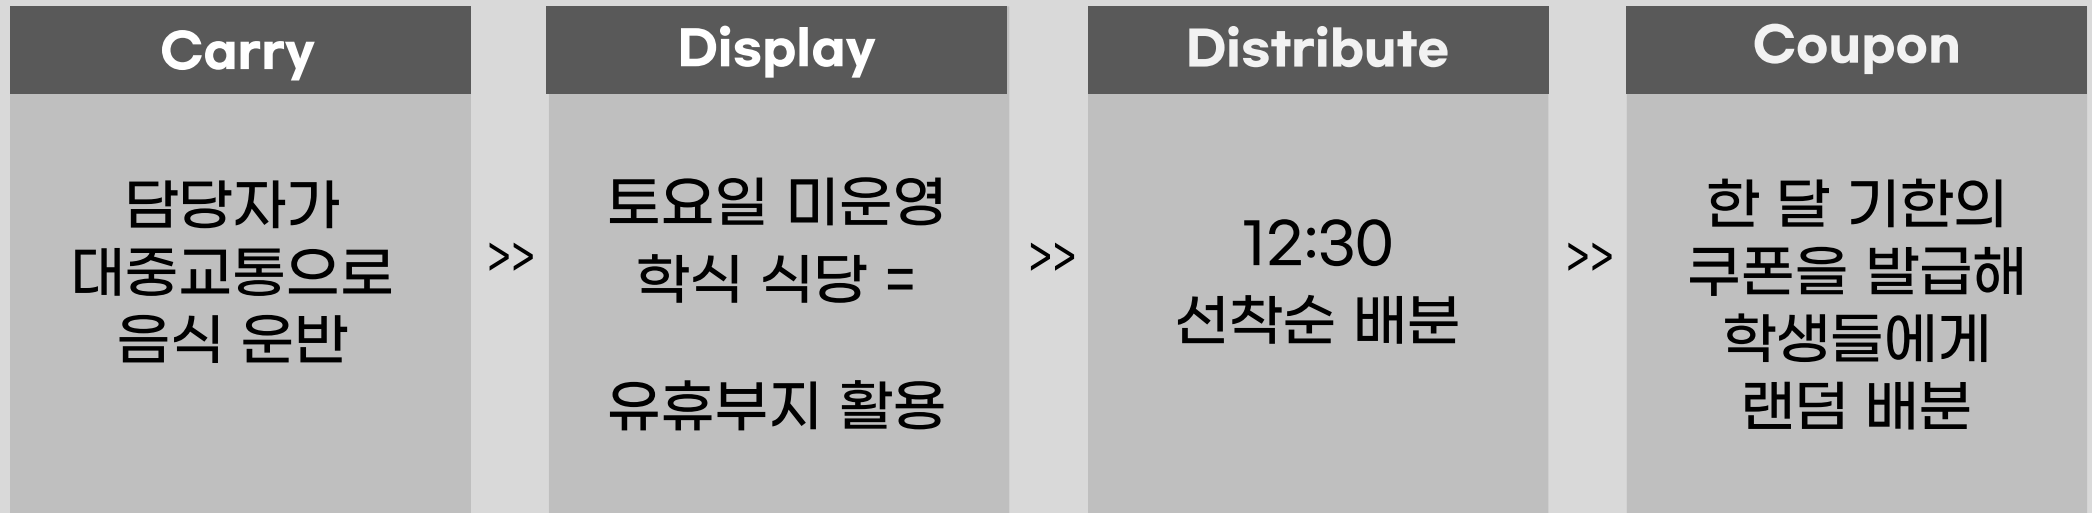 Carry
담당자가
대중교통으로
음식 운반
>>
Display
토요일 미운영
학식 식당 =
유휴부지 활용
>>
Distribute
12:30
선착순 배분
>>
Coupon
한 달 기한의
쿠폰을 발급해
학생들에게
랜덤 배분